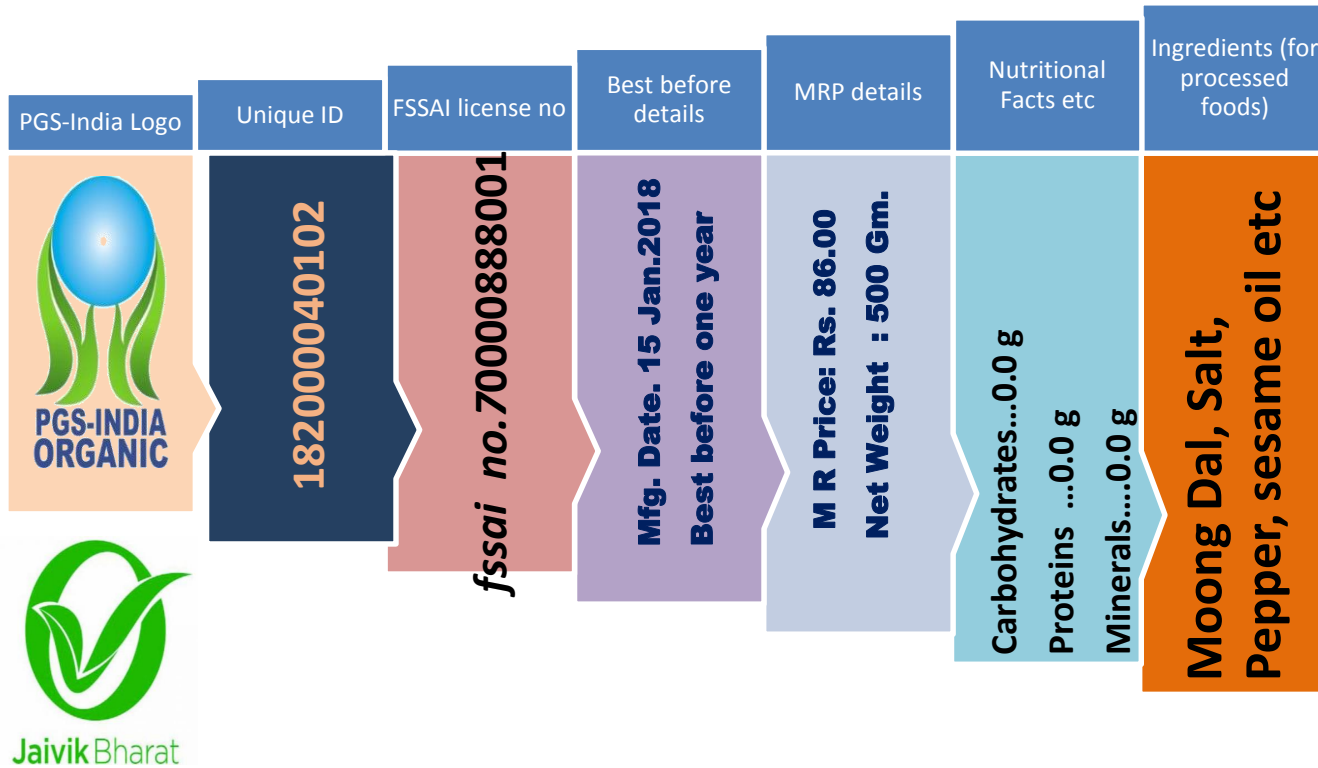 PGS-India Logo
Unique ID
FSSAI license no
Best before
details
MRP details
Nutritional
Facts etc
Ingredients (for
processed
foods)
PGS-INDIA
ORGANIC
Jaivik Bharat
1820000040102
fssai no.700008888001
Mfg. Date. 15 Jan.2018
Best before one year
M R Price: Rs. 86.00
Net Weight : 500 Gm.
Carbohydrates...0.0 g
Proteins ...0.0 g
Minerals....0.0 g
Moong Dal, Salt,
Pepper, sesame oil etc